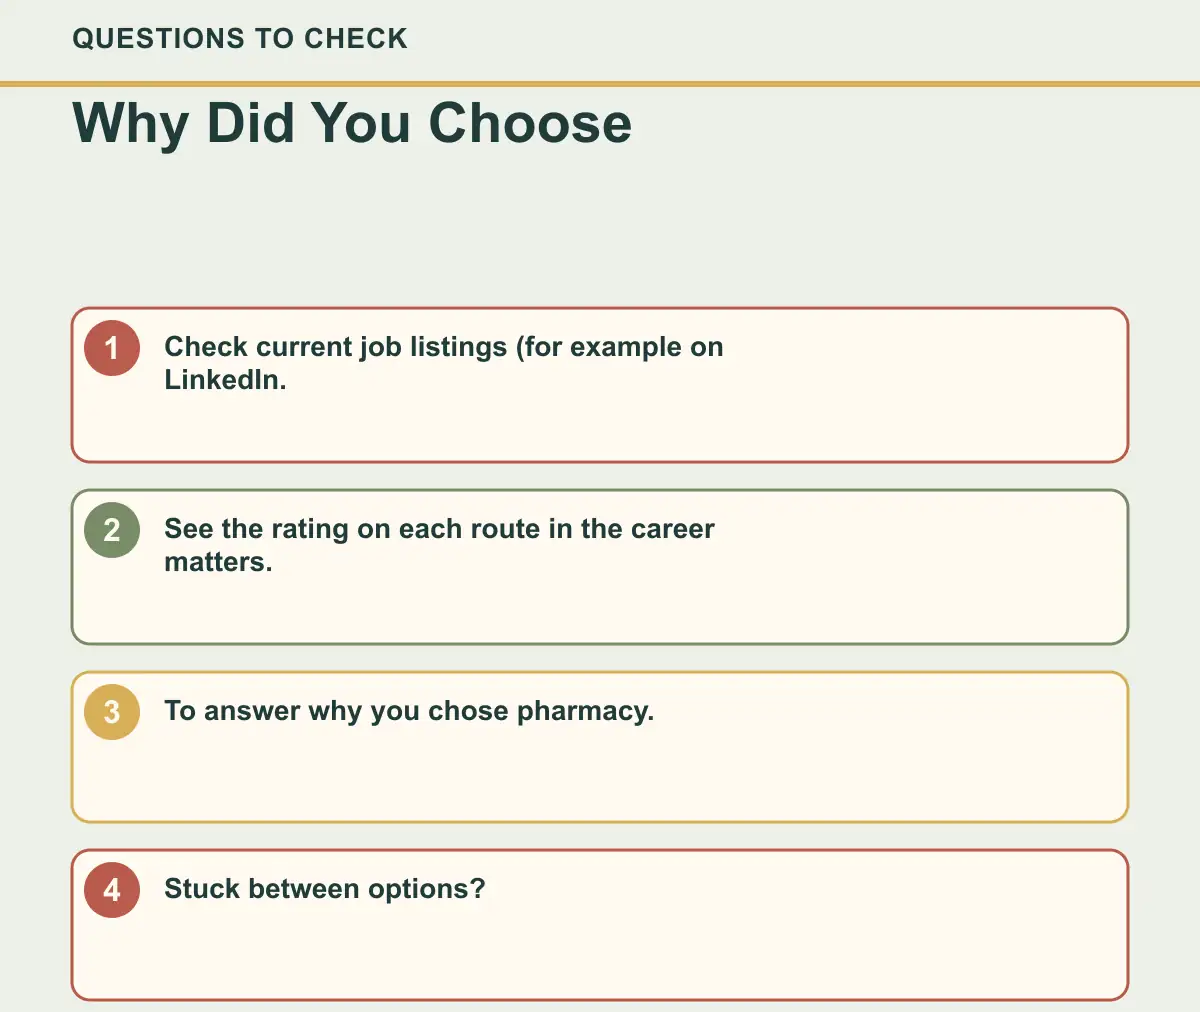 QUESTIONS TO CHECK
Why Did You Choose
1
Check current job listings (for example on
LinkedIn.
2
See the rating on each route in the career
matters.
3
To answer why you chose pharmacy.
4
Stuck between options?